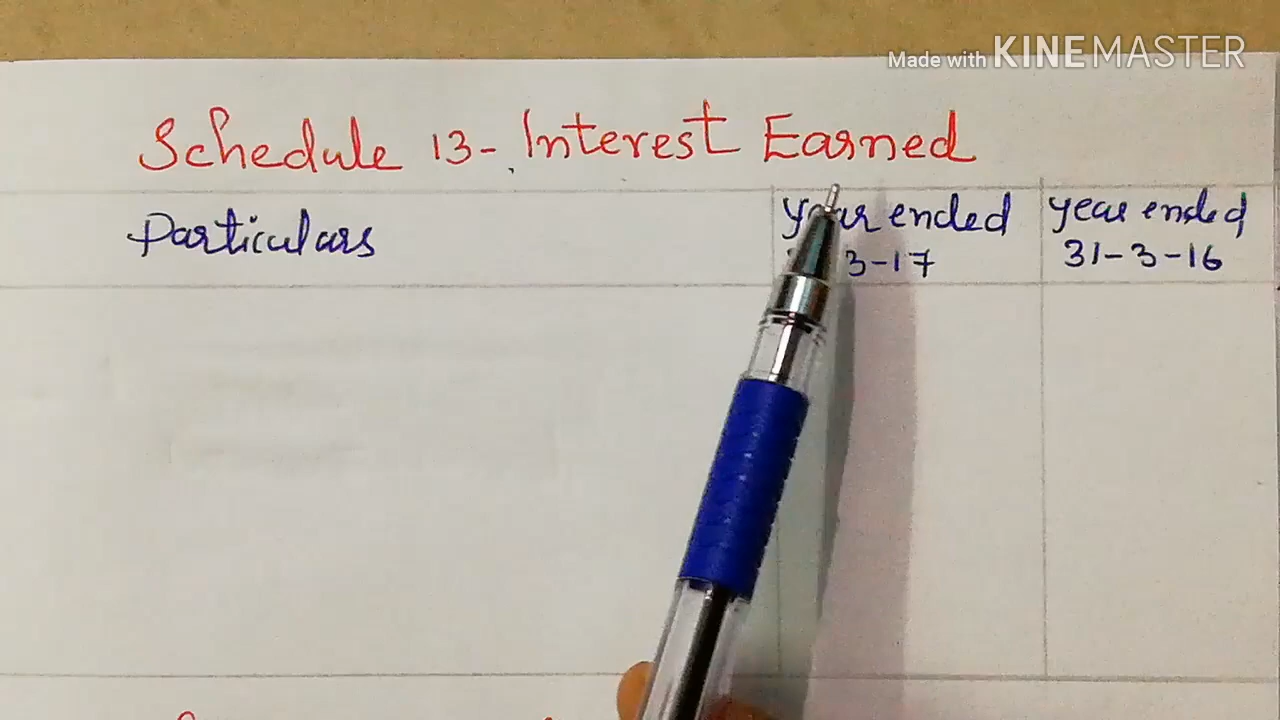 Made with KINEMASTER
Schedule 13- Interest Earned
Particulars
year ended
year ended
3-17
31-3-16